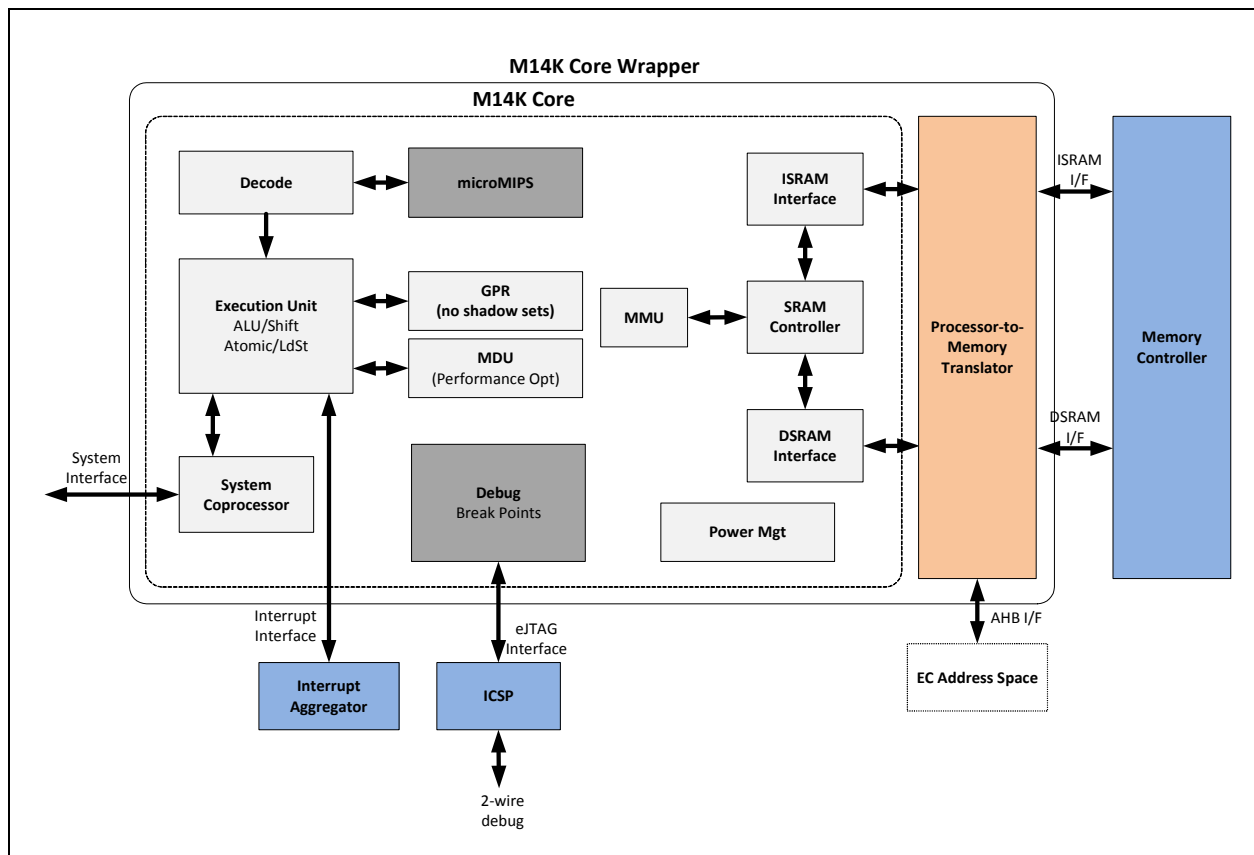 M14K Core Wrapper
M14K Core
Decode
microMIPS
ISRAM
Interface
ISRAM
I/F
Execution Unit
ALU/Shift
Atomic/LdSt
GPR
(no shadow sets)
MDU
(Performance Opt)
MMU
SRAM
Controller
Processor-to-
Memory
Translator
Memory
Controller
DSRAM
Interface
DSRAM
I/F
System
Interface
System
Coprocessor
Debug
Break Points
Power Mgt
Interrupt
Interface
eJTAG
Interface
AHB I/F
Interrupt
Aggregator
ICSP
EC Address Space
2-wire
debug